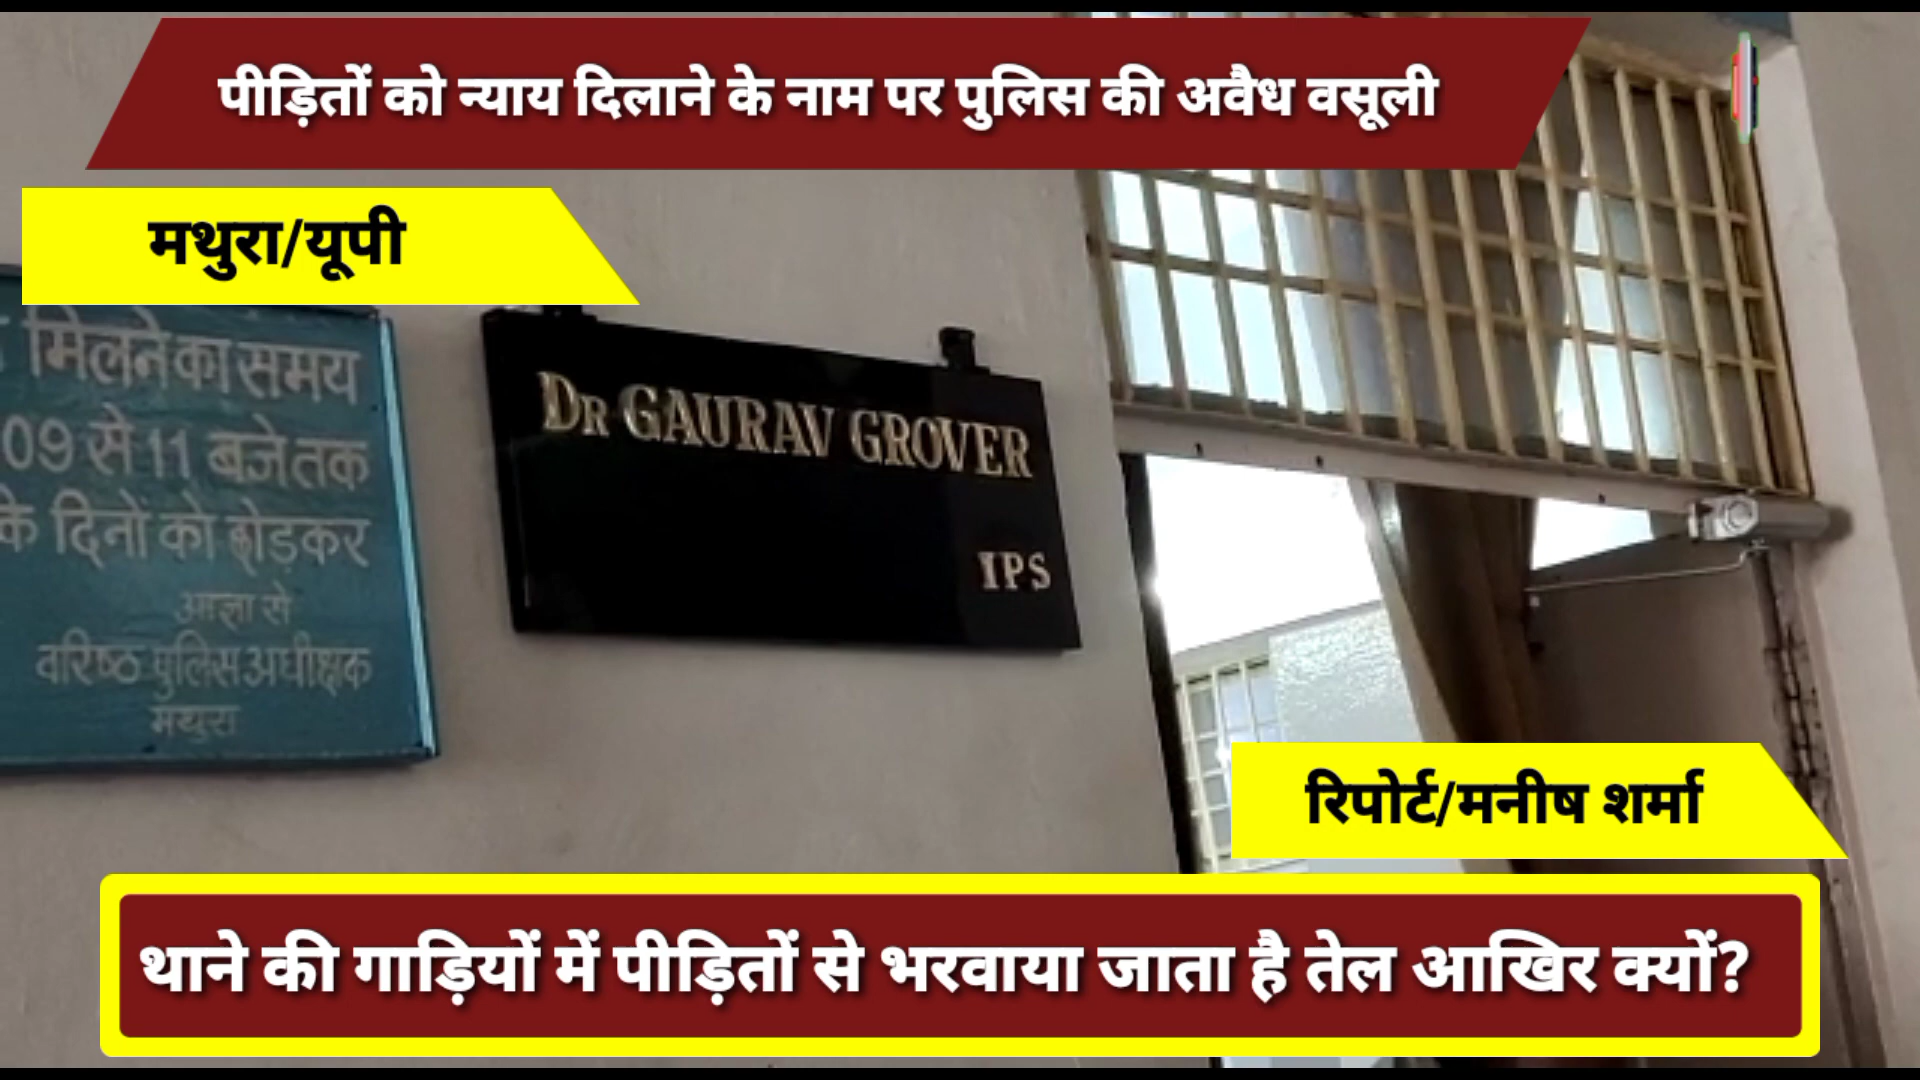 पीड़ितों को न्याय दिलाने के नाम पर पुलिस की अवैध वसूली
मथुरा/यूपी
मिलने का समय
09 से 11 बजे तक
के दिनों को छोड़कर
आज्ञा से
वरिष्ठ पुलिस अधीक्षक
मथुरा
DR GAURAV GROVER
IPS
रिपोर्ट/मनीष शर्मा
थाने की गाड़ियों में पीड़ितों से भरवाया जाता है तेल आखिर क्यों?